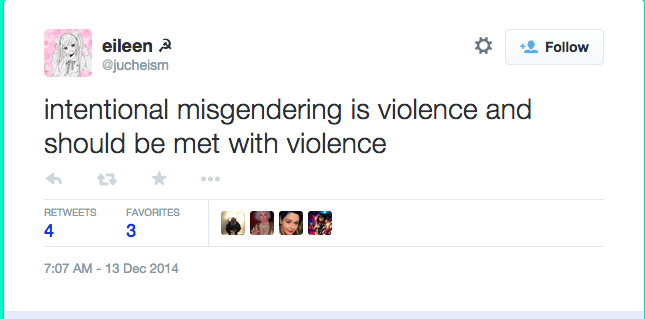 eileen ☭
@jucheism
Follow
intentional misgendering is violence and
should be met with violence
RETWEETS FAVORITES
4 3
7:07 AM - 13 Dec 2014